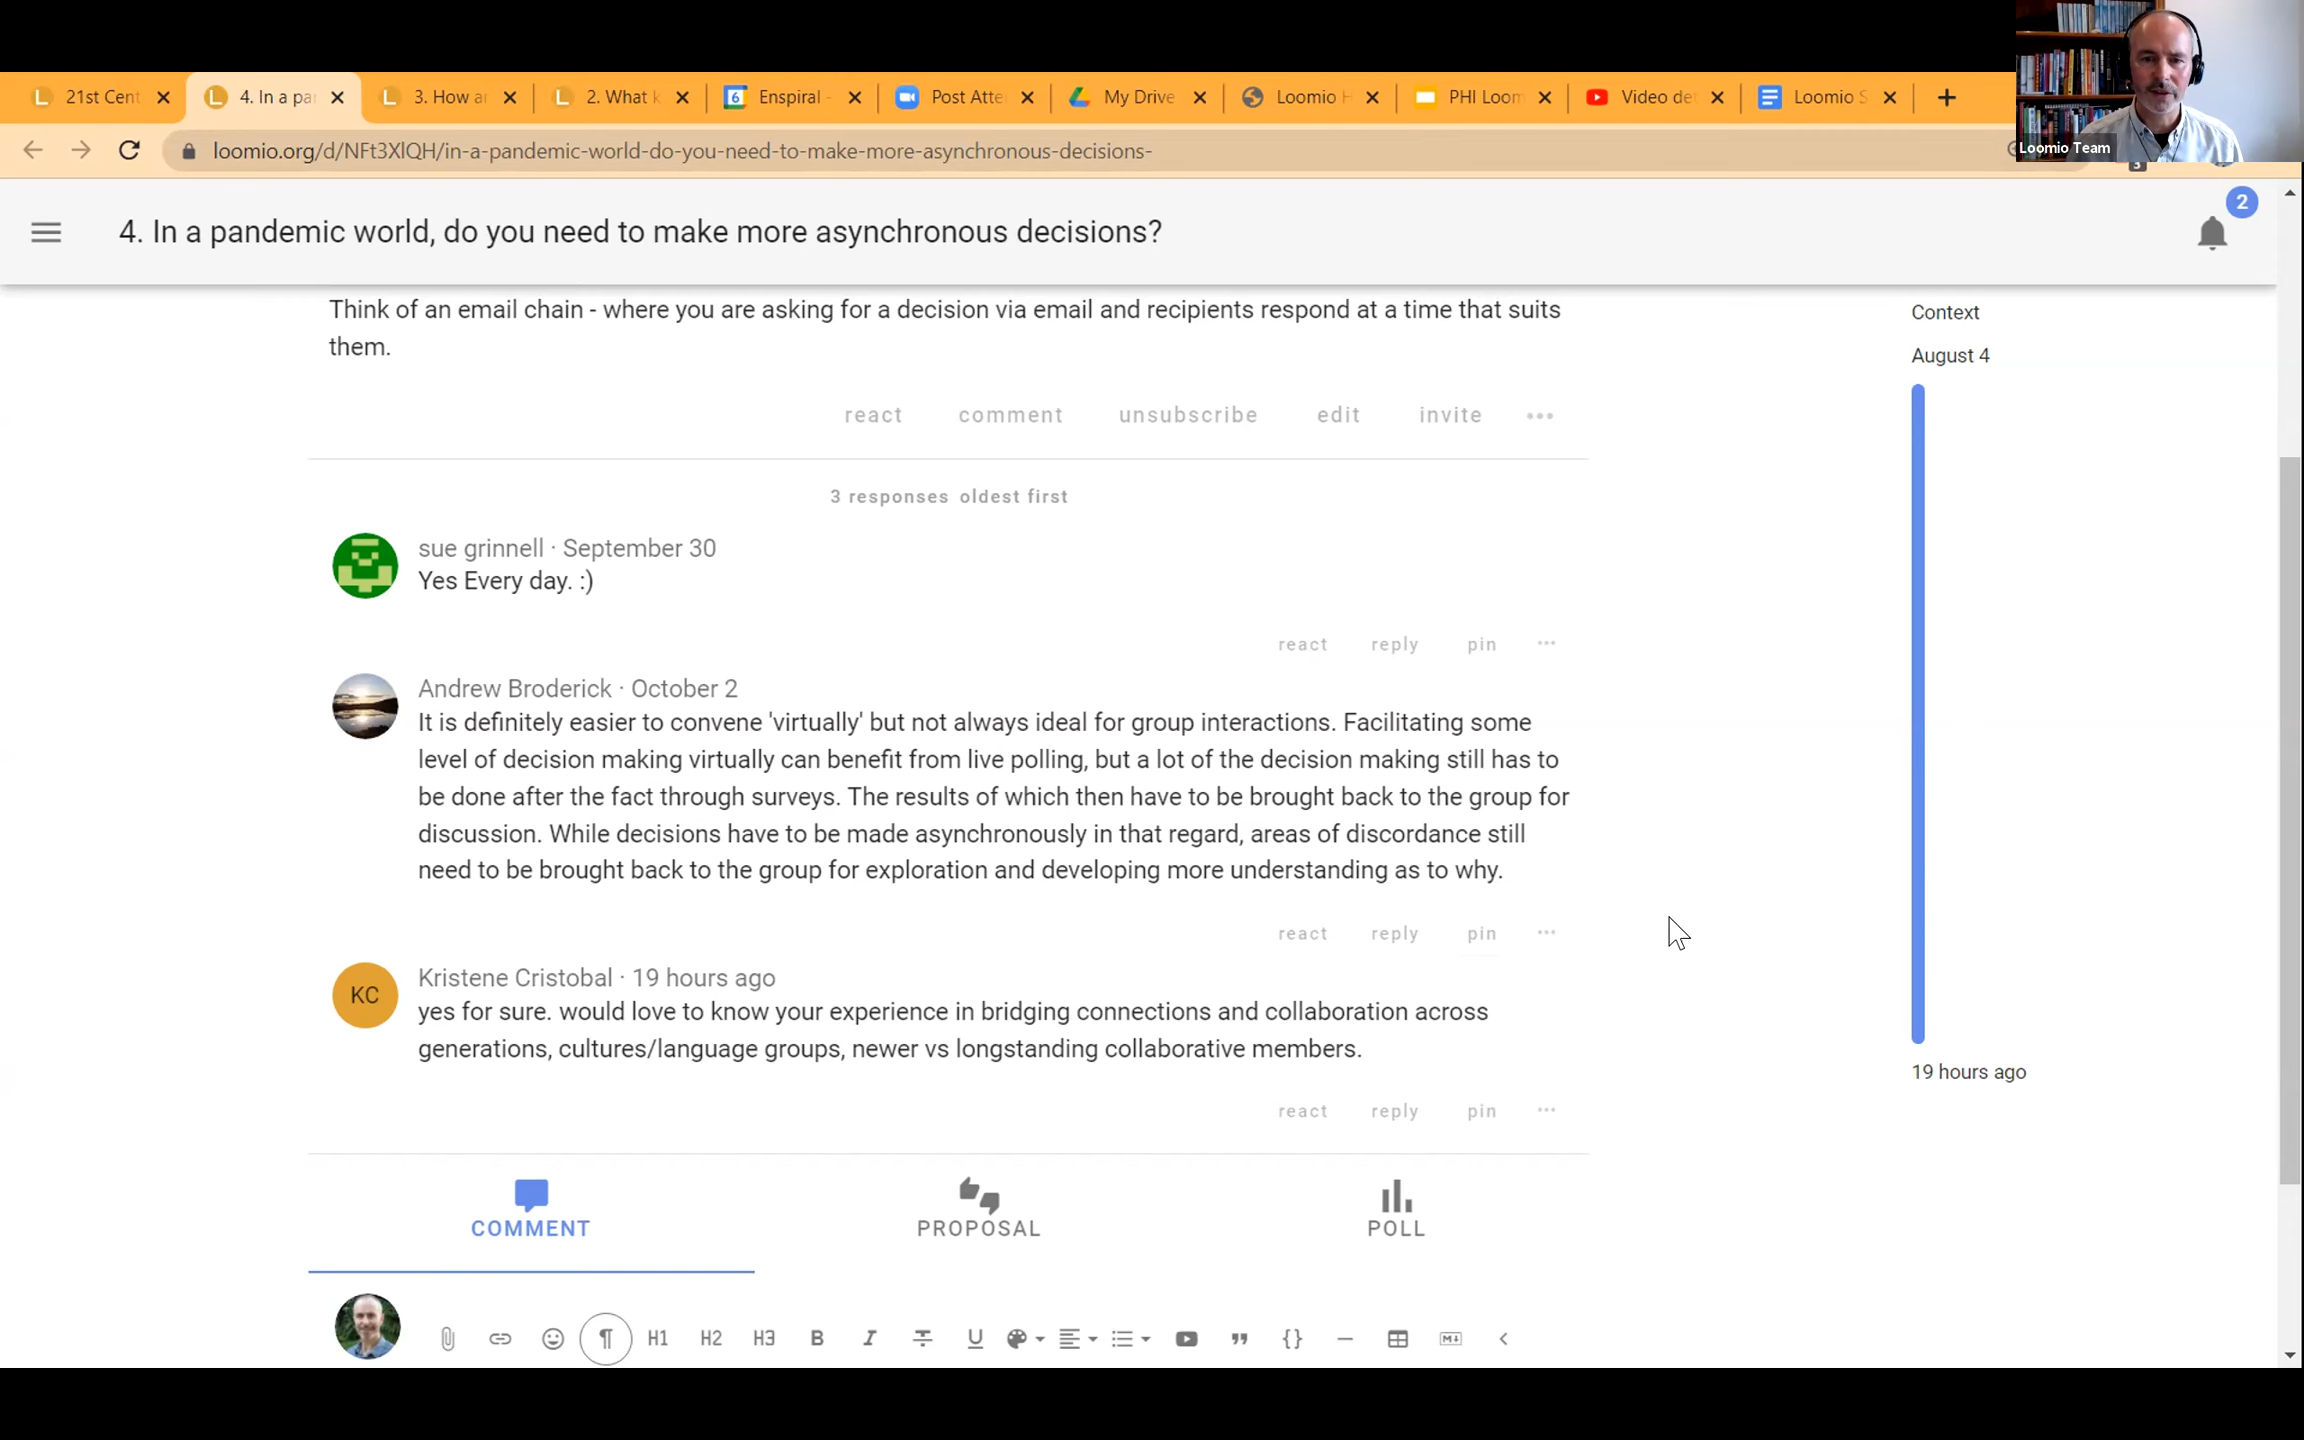 21st Cent
4. In a pa
3. How ar
2. What k
Enspiral -
Post Atte
My Drive
Loomio H
PHI Loom
Video det
Loomio S
loomio.org/d/NFt3XlQH/in-a-pandemic-world-do-you-need-to-make-more-asynchronous-decisions-
Loomio Team
3
4. In a pandemic world, do you need to make more asynchronous decisions?
2
Think of an email chain - where you are asking for a decision via email and recipients respond at a time that suits
them.
react comment unsubscribe edit invite
Context
August 4
3 responses oldest first
sue grinnell · September 30
Yes Every day. :)
react reply pin
Andrew Broderick · October 2
It is definitely easier to convene 'virtually' but not always ideal for group interactions. Facilitating some
level of decision making virtually can benefit from live polling, but a lot of the decision making still has to
be done after the fact through surveys. The results of which then have to be brought back to the group for
discussion. While decisions have to be made asynchronously in that regard, areas of discordance still
need to be brought back to the group for exploration and developing more understanding as to why.
react reply pin
KC
Kristene Cristobal · 19 hours ago
yes for sure. would love to know your experience in bridging connections and collaboration across
generations, cultures/language groups, newer vs longstanding collaborative members.
19 hours ago
react reply pin
COMMENT
PROPOSAL
POLL
H1 H2 H3 B I U